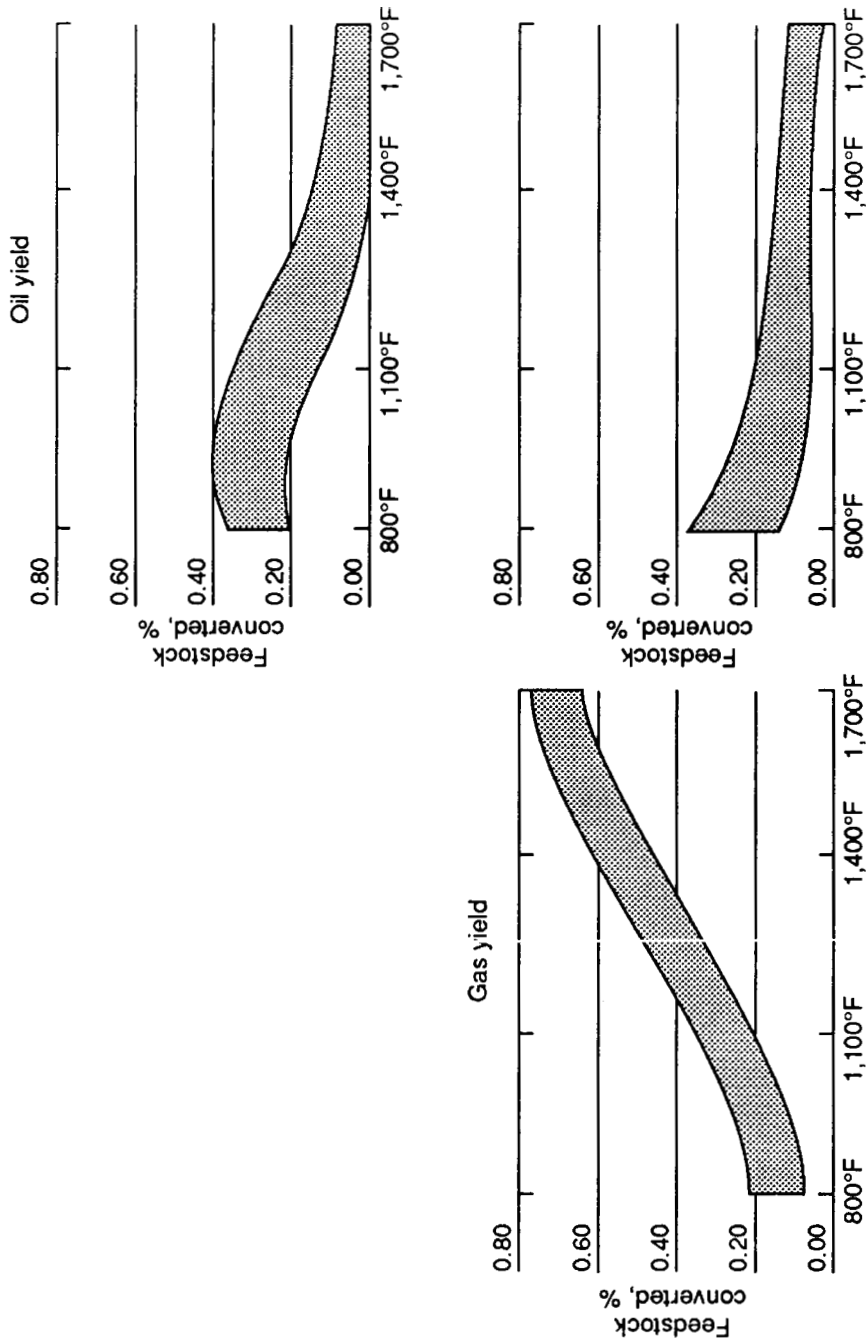 Oil yield
0.80
0.60
0.40
0.20
0.00
Feedstock
converted, %
800°F 1,100°F 1,400°F 1,700°F
Gas yield
0.80
0.60
0.40
0.20
0.00
Feedstock
converted, %
800°F 1,100°F 1,400°F 1,700°F
0.80
0.60
0.40
0.20
0.00
Feedstock
converted, %
800°F 1,100°F 1,400°F 1,700°F